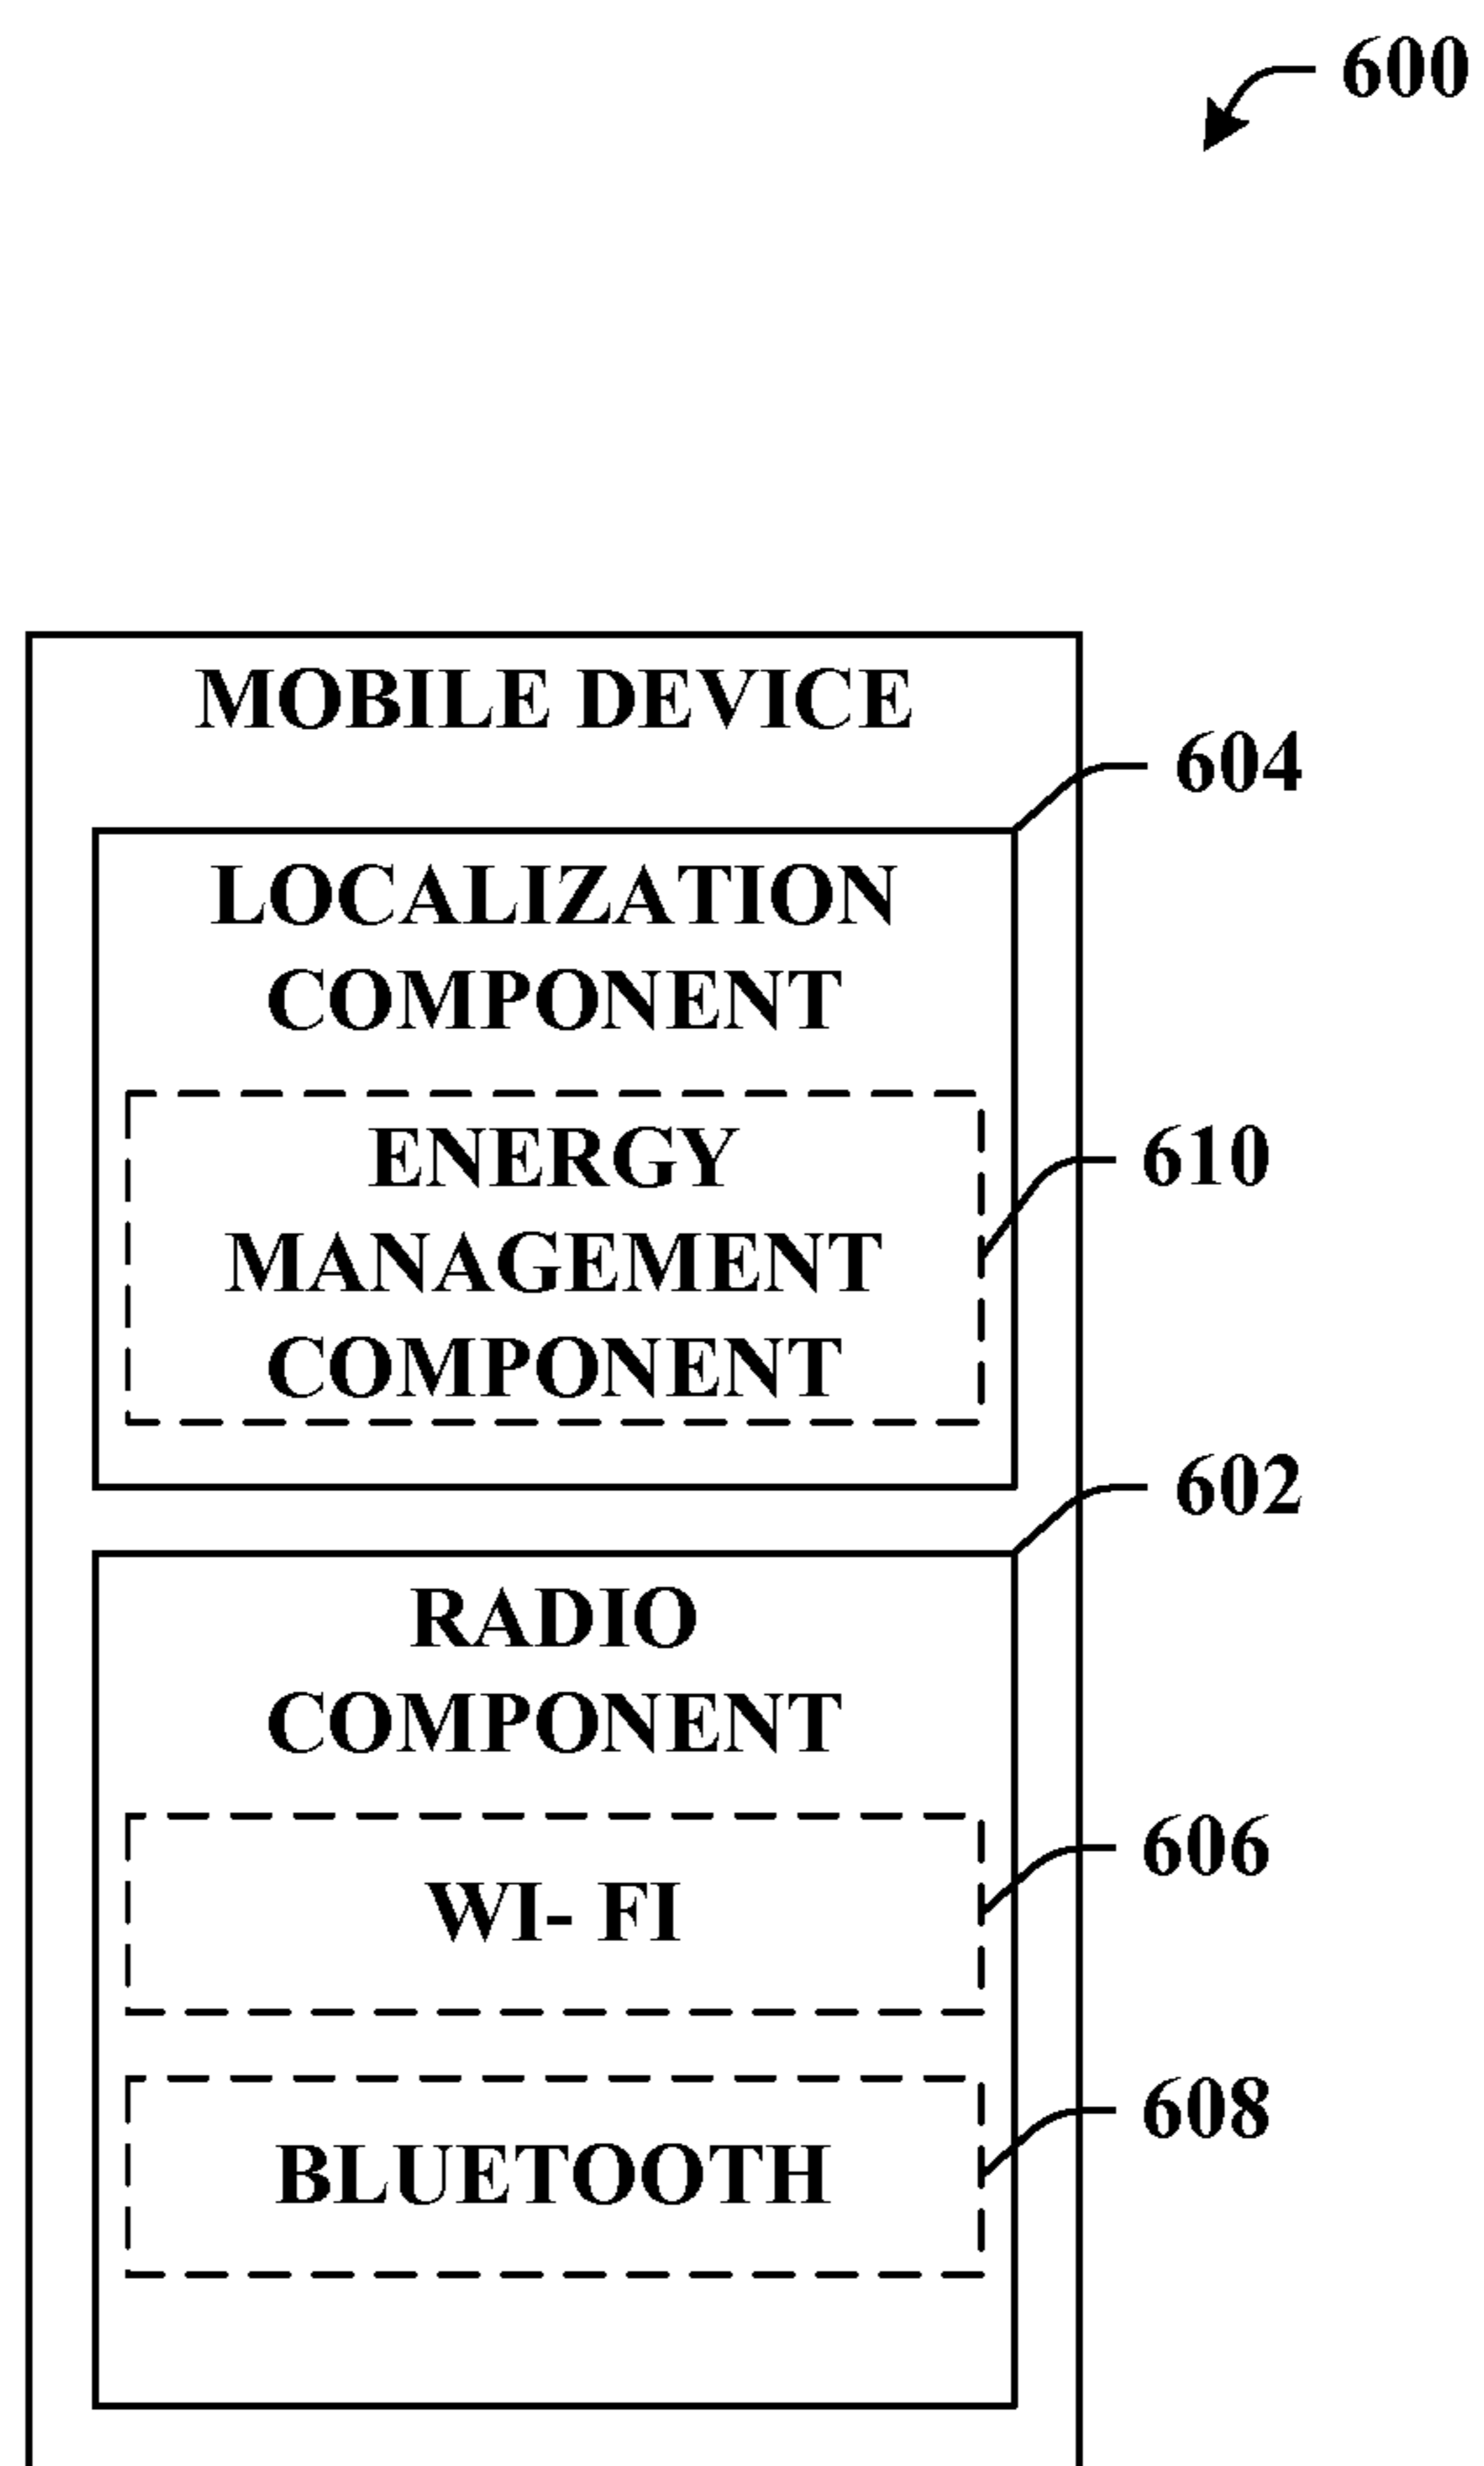 600
MOBILE DEVICE
604
LOCALIZATION
COMPONENT
ENERGY
610
MANAGEMENT
COMPONENT
602
RADIO
COMPONENT
606
WI- FI
608
BLUETOOTH